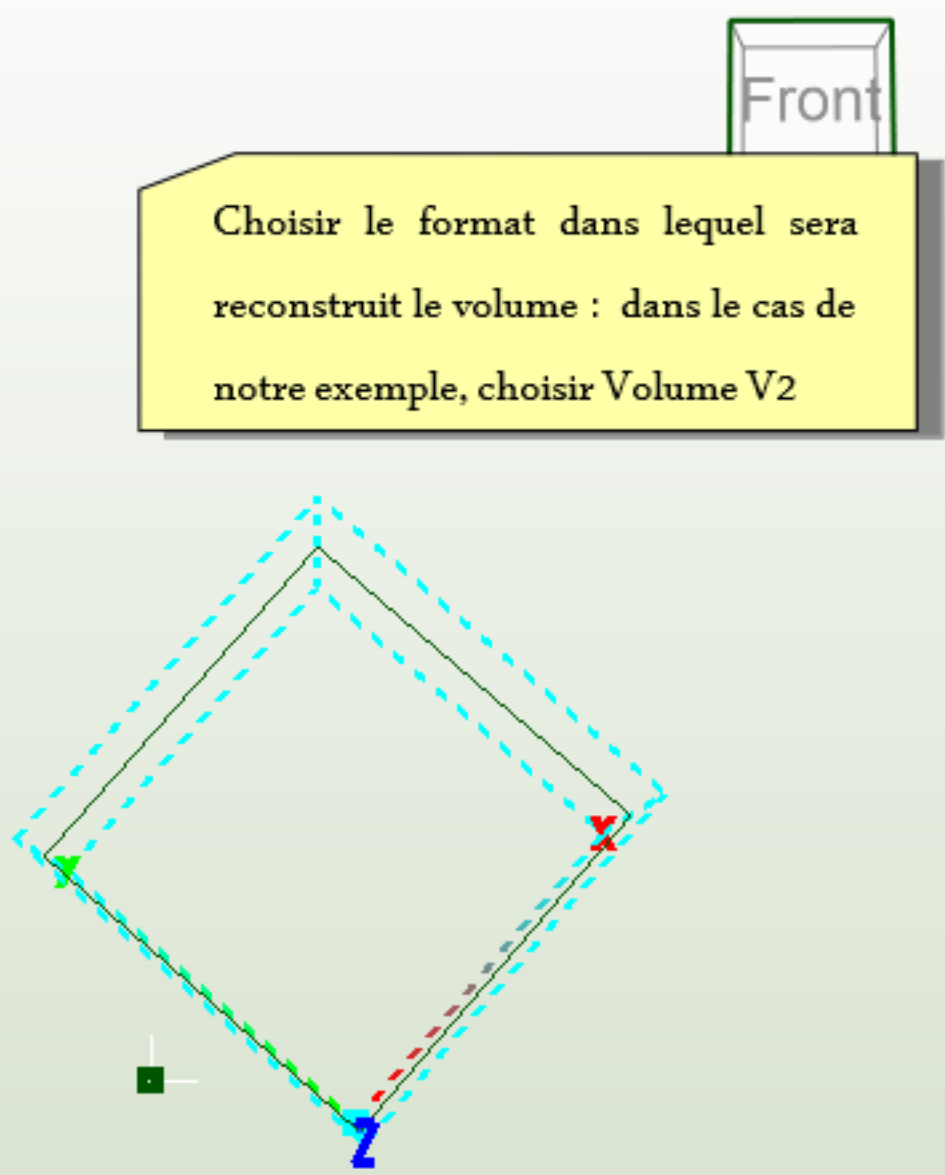 Front
Choisir le format dans lequel sera
reconstruit le volume : dans le cas de
notre exemple, choisir Volume V2
Y
X
Z